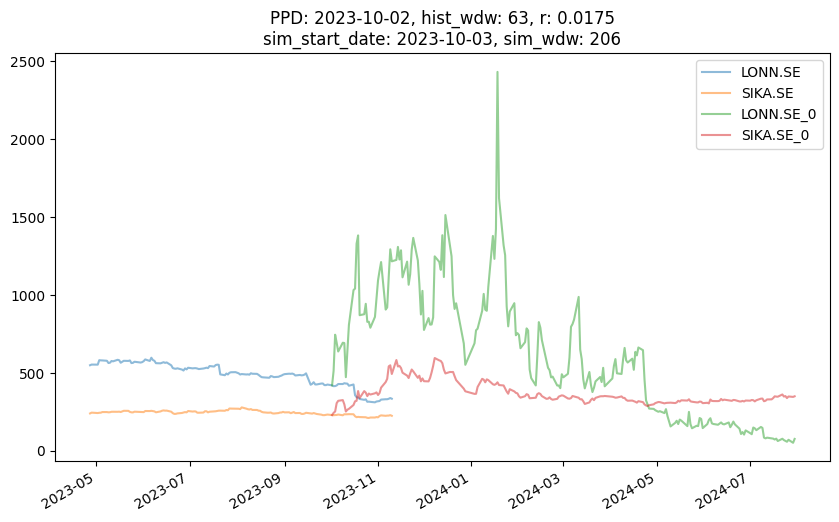 PPD: 2023-10-02, hist_wdw: 63, r: 0.0175
sim_start_date: 2023-10-03, sim_wdw: 206
2500
2000
1500
1000
500
0
LONN.SE
SIKA.SE
LONN.SE_0
SIKA.SE_0
2023-05
2023-07
2023-09
2023-11
2024-01
2024-03
2024-05
2024-07